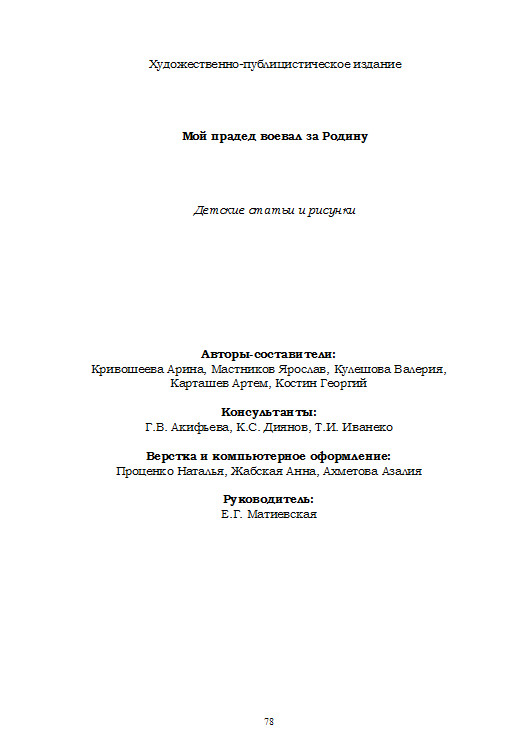 Художественно-публицистическое издание
Мой прадед воевал за Родину
Детские статьи и рисунки
Авторы-составители:
Кривошеева Арина, Мастников Ярослав, Кулешова Валерия,
Карташев Артем, Костин Георгий
Консультанты:
Г.В. Акифьева, К.С. Диянов, Т.И. Иванеко
Верстка и компьютерное оформление:
Проценко Наталья, Жабская Анна, Ахметова Азалия
Руководитель:
Е.Г. Матиевская
78